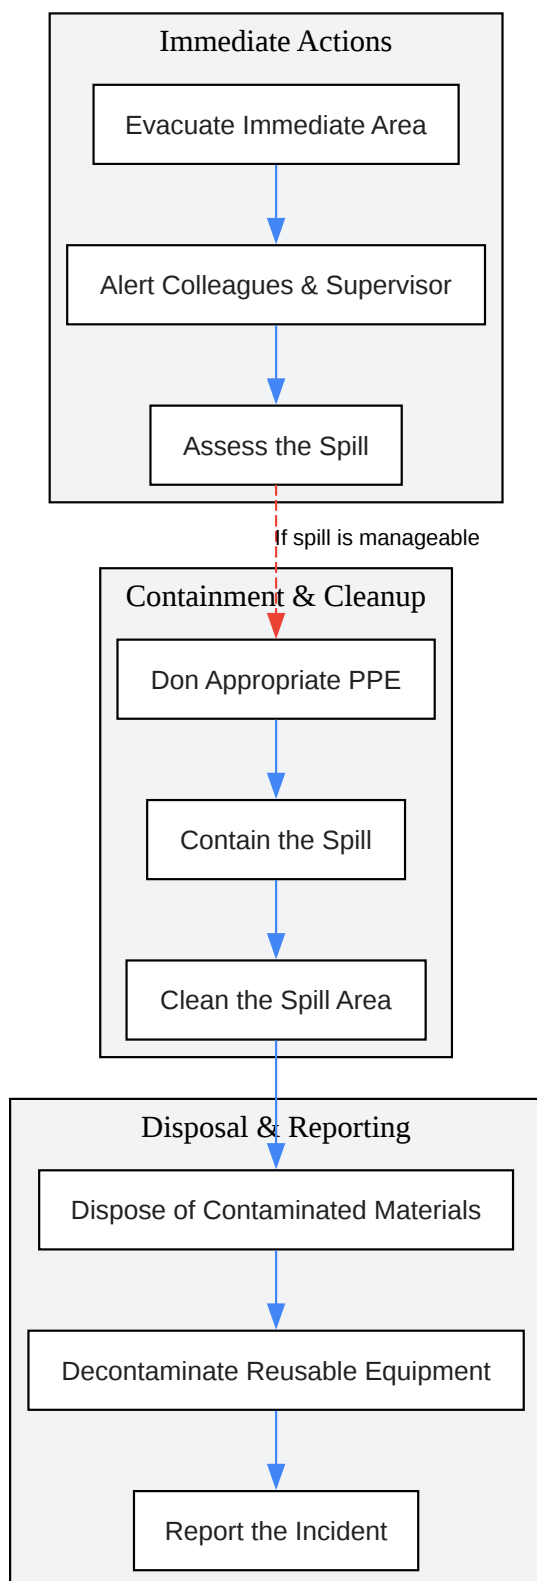 Immediate Actions
Evacuate Immediate Area
Alert Colleagues & Supervisor
Assess the Spill
If spill is manageable
Containment & Cleanup
Don Appropriate PPE
Contain the Spill
Clean the Spill Area
Disposal & Reporting
Dispose of Contaminated Materials
Decontaminate Reusable Equipment
Report the Incident